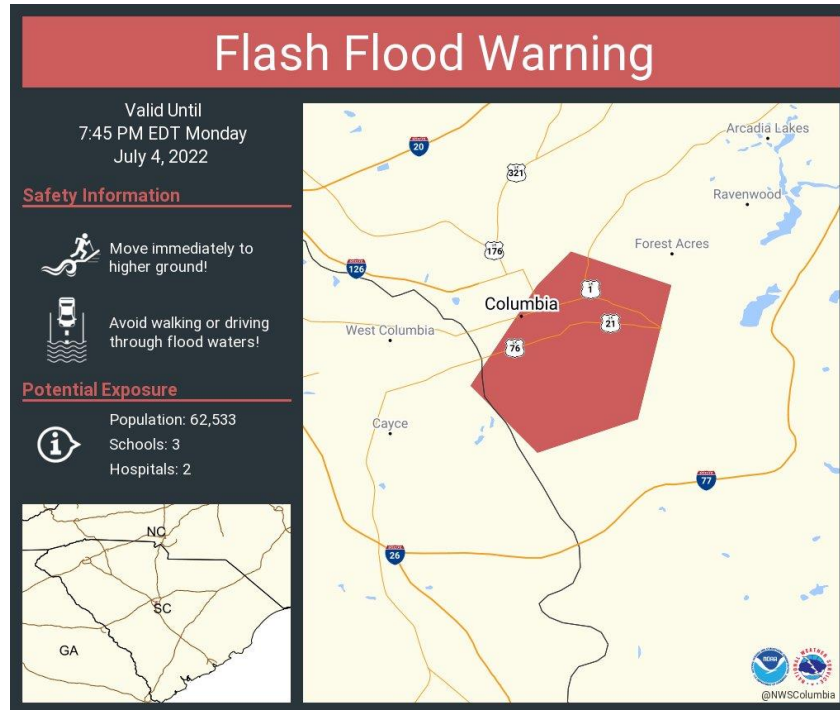 Flash Flood Warning
Valid Until
7:45 PM EDT Monday
July 4, 2022
Safety Information
Move immediately to
higher ground!
Avoid walking or driving
through flood waters!
Potential Exposure
Population: 62,533
Schools: 3
Hospitals: 2
NC
SC
GA
Arcadia Lakes
20
321
Ravenwood
176
Forest Acres
126
1
Columbia
21
West Columbia
76
Cayce
77
26
NOAA
@NWSColumbia